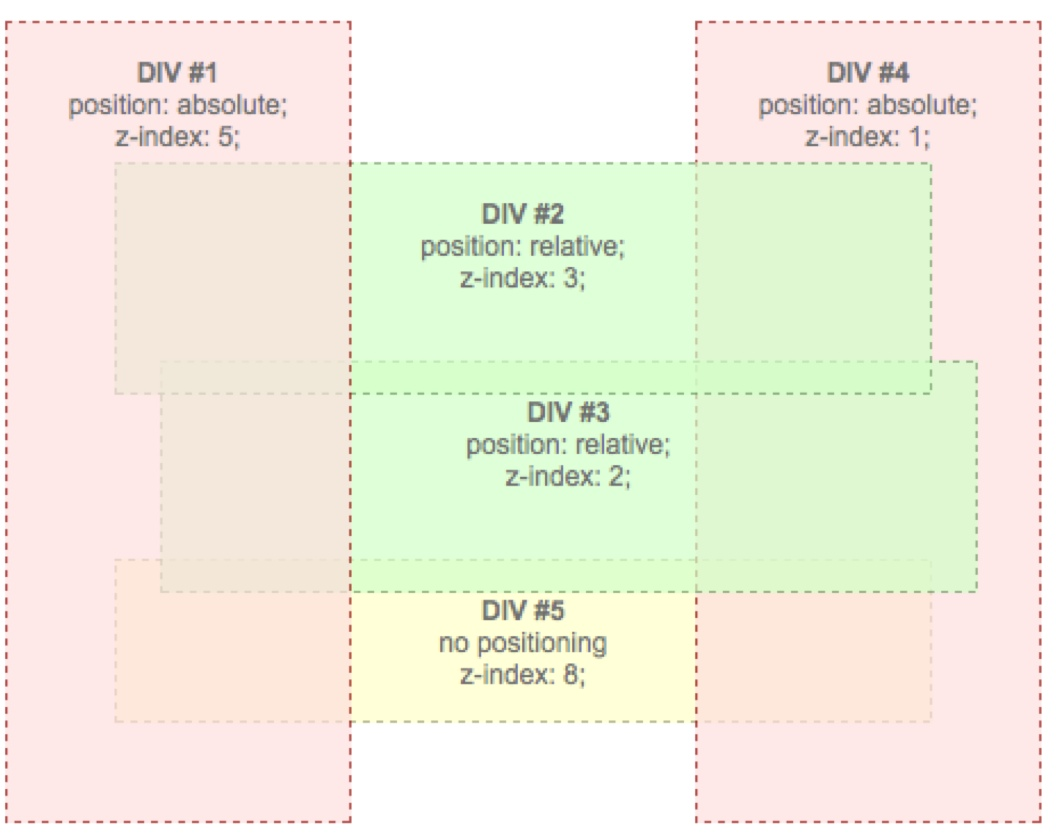 DIV #1
position: absolute;
z-index: 5;
DIV #4
position: absolute;
z-index: 1;
DIV #2
position: relative;
z-index: 3;
DIV #3
position: relative;
z-index: 2;
DIV #5
no positioning
z-index: 8;